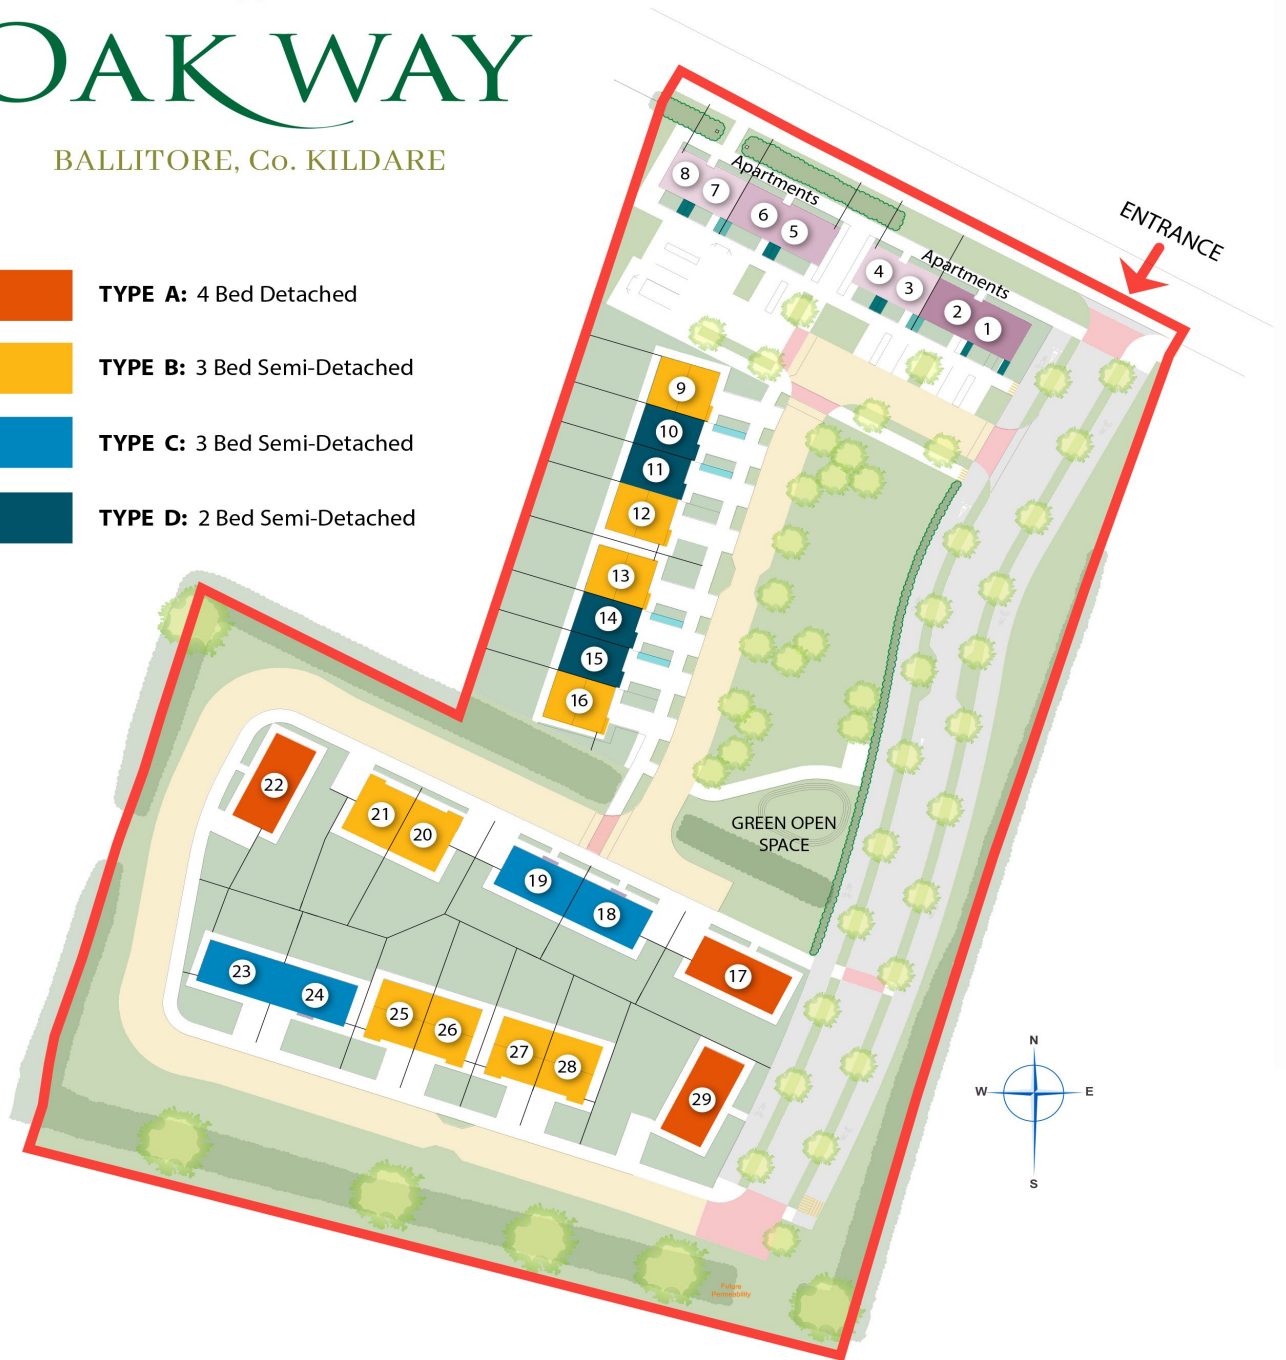 OAK WAY
BALLITORE, Co. KILDARE
TYPE A: 4 Bed Detached
TYPE B: 3 Bed Semi-Detached
TYPE C: 3 Bed Semi-Detached
TYPE D: 2 Bed Semi-Detached
ENTRANCE
Apartments
8
7
6
5
Apartments
4
3
2
1
9
10
11
12
13
14
15
16
22
21
20
19
18
17
GREEN OPEN
SPACE
23
24
25
26
27
28
29
N
W
E
S
Future
Permeability